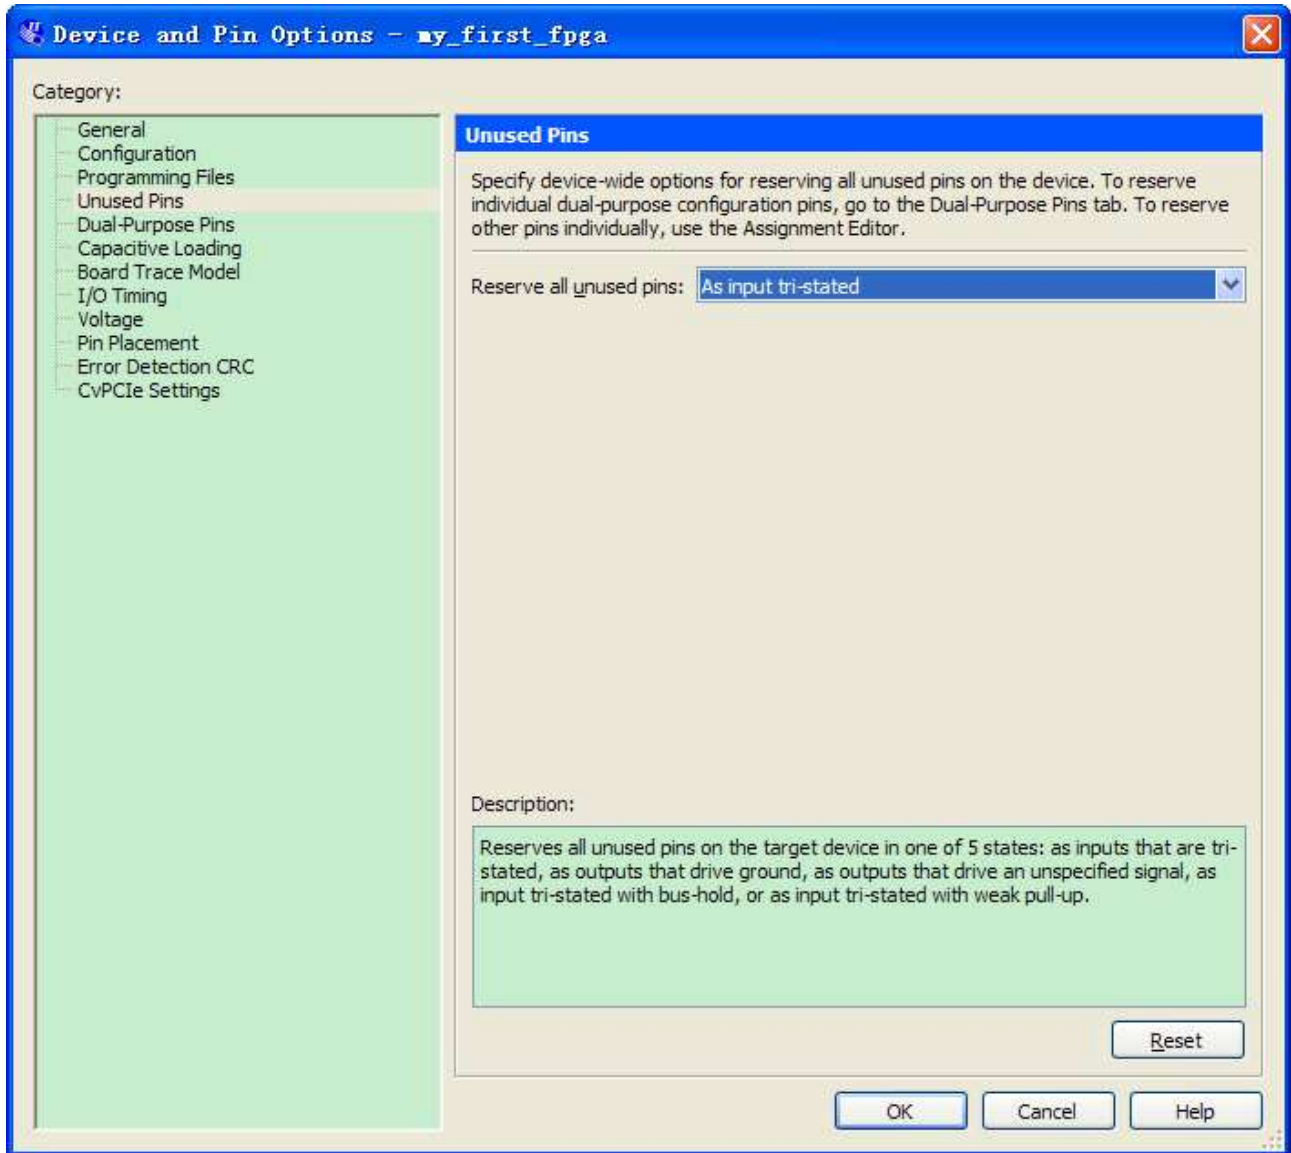 Device and Pin Options - my_first_fpga
Category:
General
Configuration
Programming Files
Unused Pins
Dual-Purpose Pins
Capacitive Loading
Board Trace Model
I/O Timing
Voltage
Pin Placement
Error Detection CRC
CvPCIe Settings
Unused Pins
Specify device-wide options for reserving all unused pins on the device. To reserve
individual dual-purpose configuration pins, go to the Dual-Purpose Pins tab. To reserve
other pins individually, use the Assignment Editor.
Reserve all unused pins: As input tri-stated
Description:
Reserves all unused pins on the target device in one of 5 states: as inputs that are tri-
stated, as outputs that drive ground, as outputs that drive an unspecified signal, as
input tri-stated with bus-hold, or as input tri-stated with weak pull-up.
Reset
OK Cancel Help